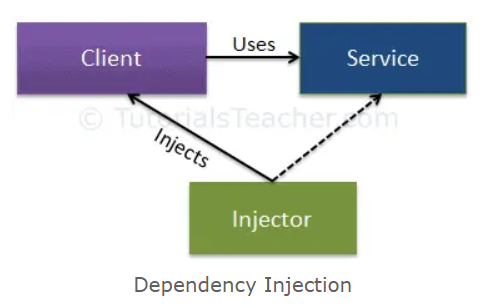 Uses
Client
Service
© TutorialsTeacher.com
Injects
Injector
Dependency Injection